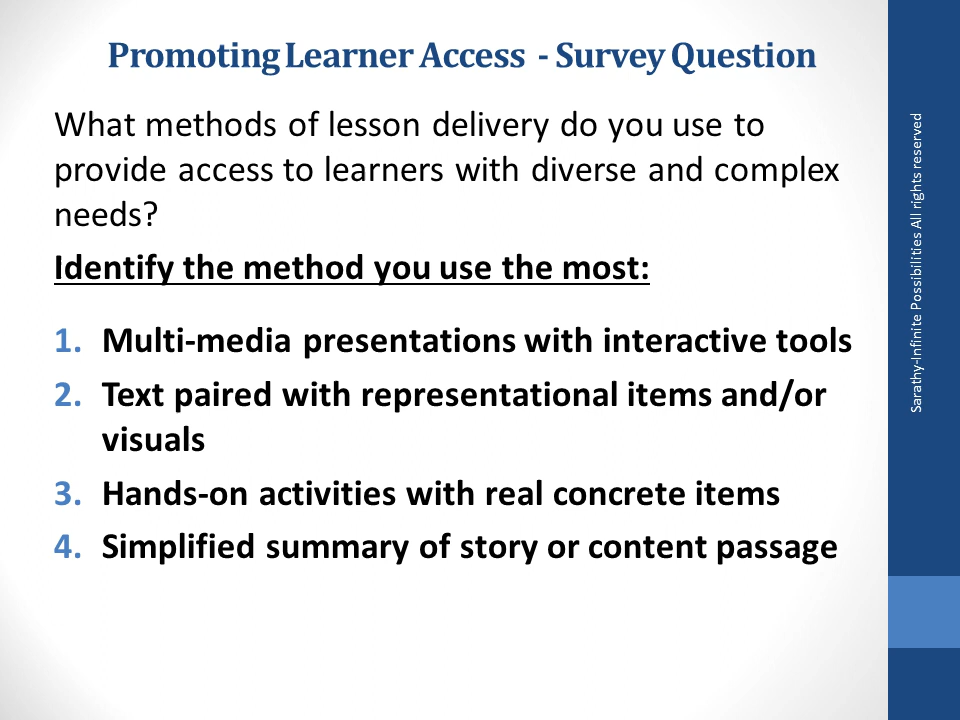 Promoting Learner Access - Survey Question
What methods of lesson delivery do you use to
provide access to learners with diverse and complex
needs?
Identify the method you use the most:
1. Multi-media presentations with interactive tools
2. Text paired with representational items and/or
visuals
3. Hands-on activities with real concrete items
4. Simplified summary of story or content passage
Sarathy-Infinite Possibilities All rights reserved